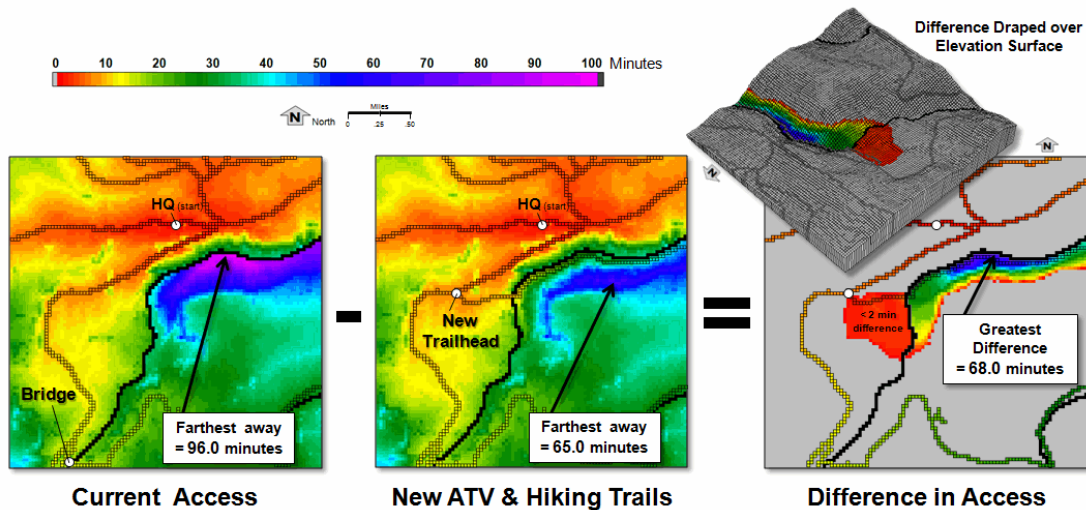 Difference Draped over
Elevation Surface
0 10 20 30 40 50 60 70 80 90 100 Minutes
N North
Miles
0 .25 .50
N
N
HQ (start)
Bridge
Farthest away
= 96.0 minutes
HQ (start)
New
Trailhead
Farthest away
= 65.0 minutes
< 2 min
difference
Greatest
Difference
= 68.0 minutes
Current Access
New ATV & Hiking Trails
Difference in Access